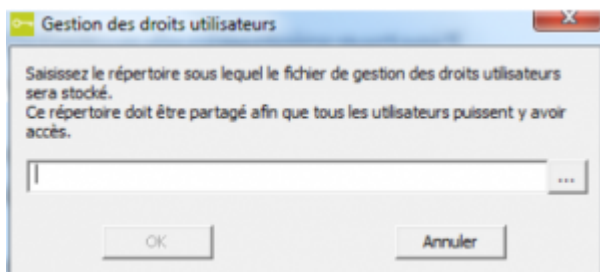 Gestion des droits utilisateurs
Saisissez le répertoire sous lequel le fichier de gestion des droits utilisateurs
sera stocké.
Ce répertoire doit être partagé afin que tous les utilisateurs puissent y avoir
accès.
...
OK
Annuler